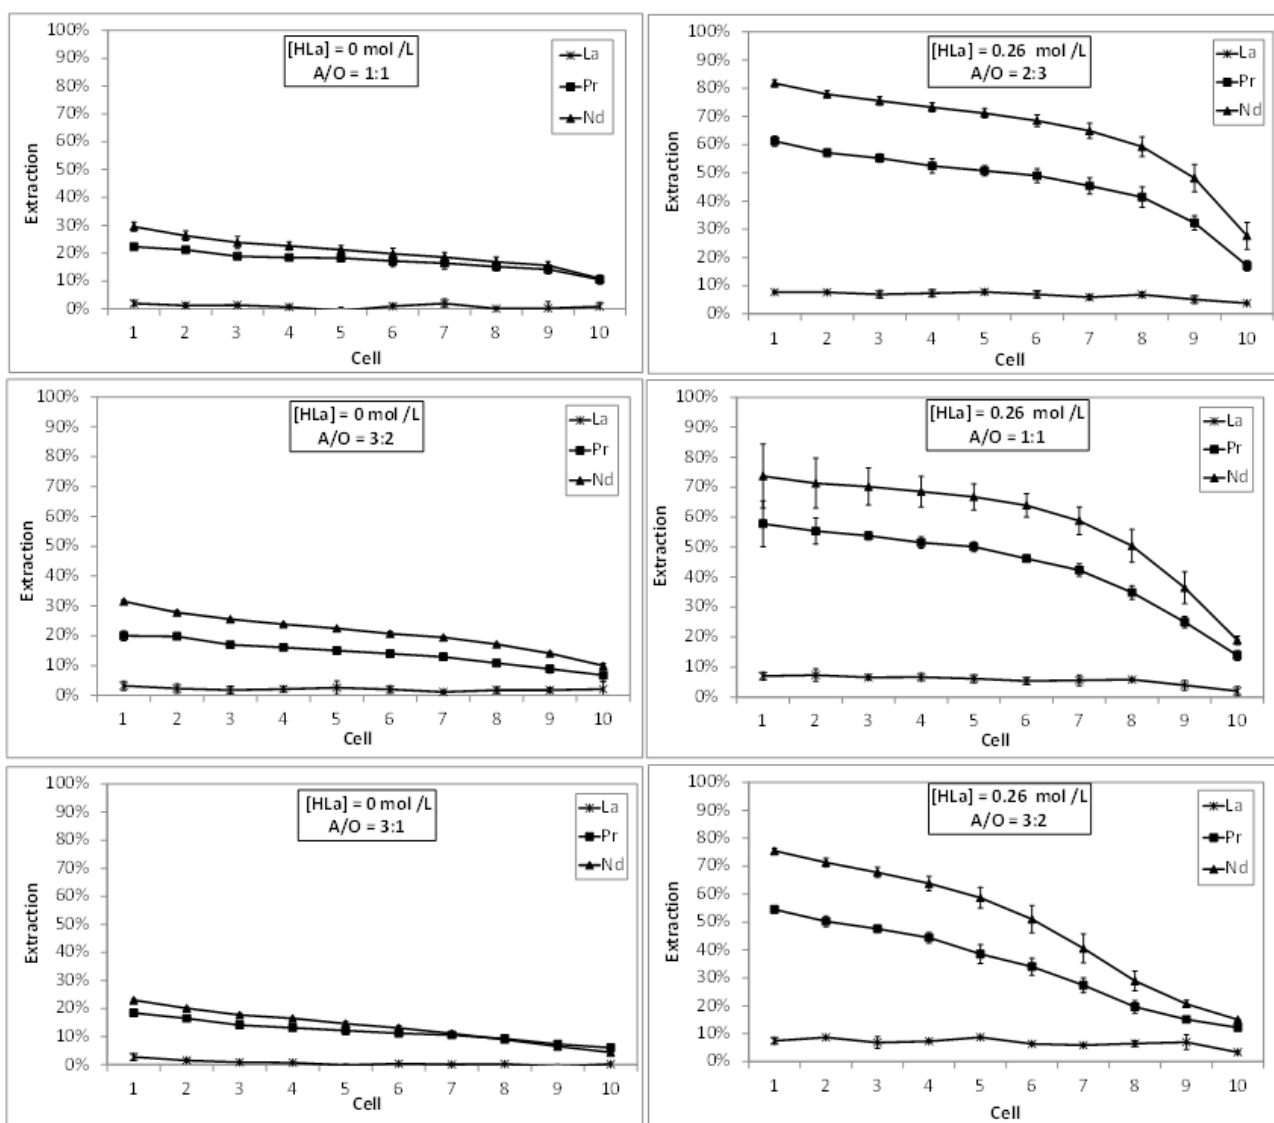 100%
90%
80%
70%
60%
50%
40%
30%
20%
10%
0%
Extraction
[HLa] = 0 mol /L
A/O = 1:1
La
Pr
Nd
1 2 3 4 5 6 7 8 9 10
Cell
100%
90%
80%
70%
60%
50%
40%
30%
20%
10%
0%
Extraction
[HLa] = 0.26 mol /L
A/O = 2:3
La
Pr
Nd
1 2 3 4 5 6 7 8 9 10
Cell
100%
90%
80%
70%
60%
50%
40%
30%
20%
10%
0%
Extraction
[HLa] = 0 mol /L
A/O = 3:2
La
Pr
Nd
1 2 3 4 5 6 7 8 9 10
Cell
100%
90%
80%
70%
60%
50%
40%
30%
20%
10%
0%
Extraction
[HLa] = 0.26 mol /L
A/O = 1:1
La
Pr
Nd
1 2 3 4 5 6 7 8 9 10
Cell
100%
90%
80%
70%
60%
50%
40%
30%
20%
10%
0%
Extraction
[HLa] = 0 mol /L
A/O = 3:1
La
Pr
Nd
1 2 3 4 5 6 7 8 9 10
Cell
100%
90%
80%
70%
60%
50%
40%
30%
20%
10%
0%
Extraction
[HLa] = 0.26 mol /L
A/O = 3:2
La
Pr
Nd
1 2 3 4 5 6 7 8 9 10
Cell